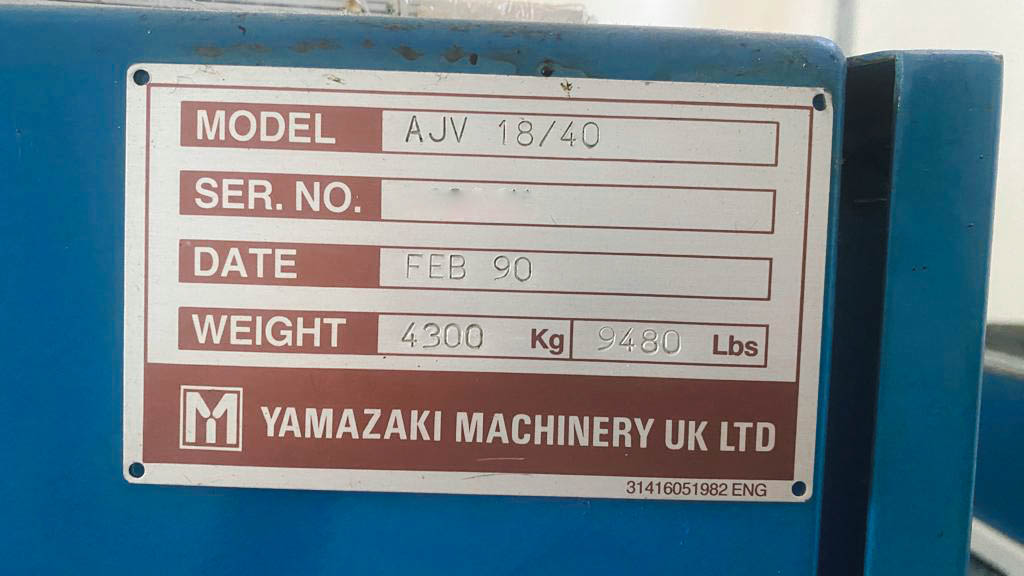 MODEL AJV 18/40
SER. NO.
DATE FEB 90
WEIGHT 4300 Kg 9480 Lbs
YAMAZAKI MACHINERY UK LTD
31416051982 ENG